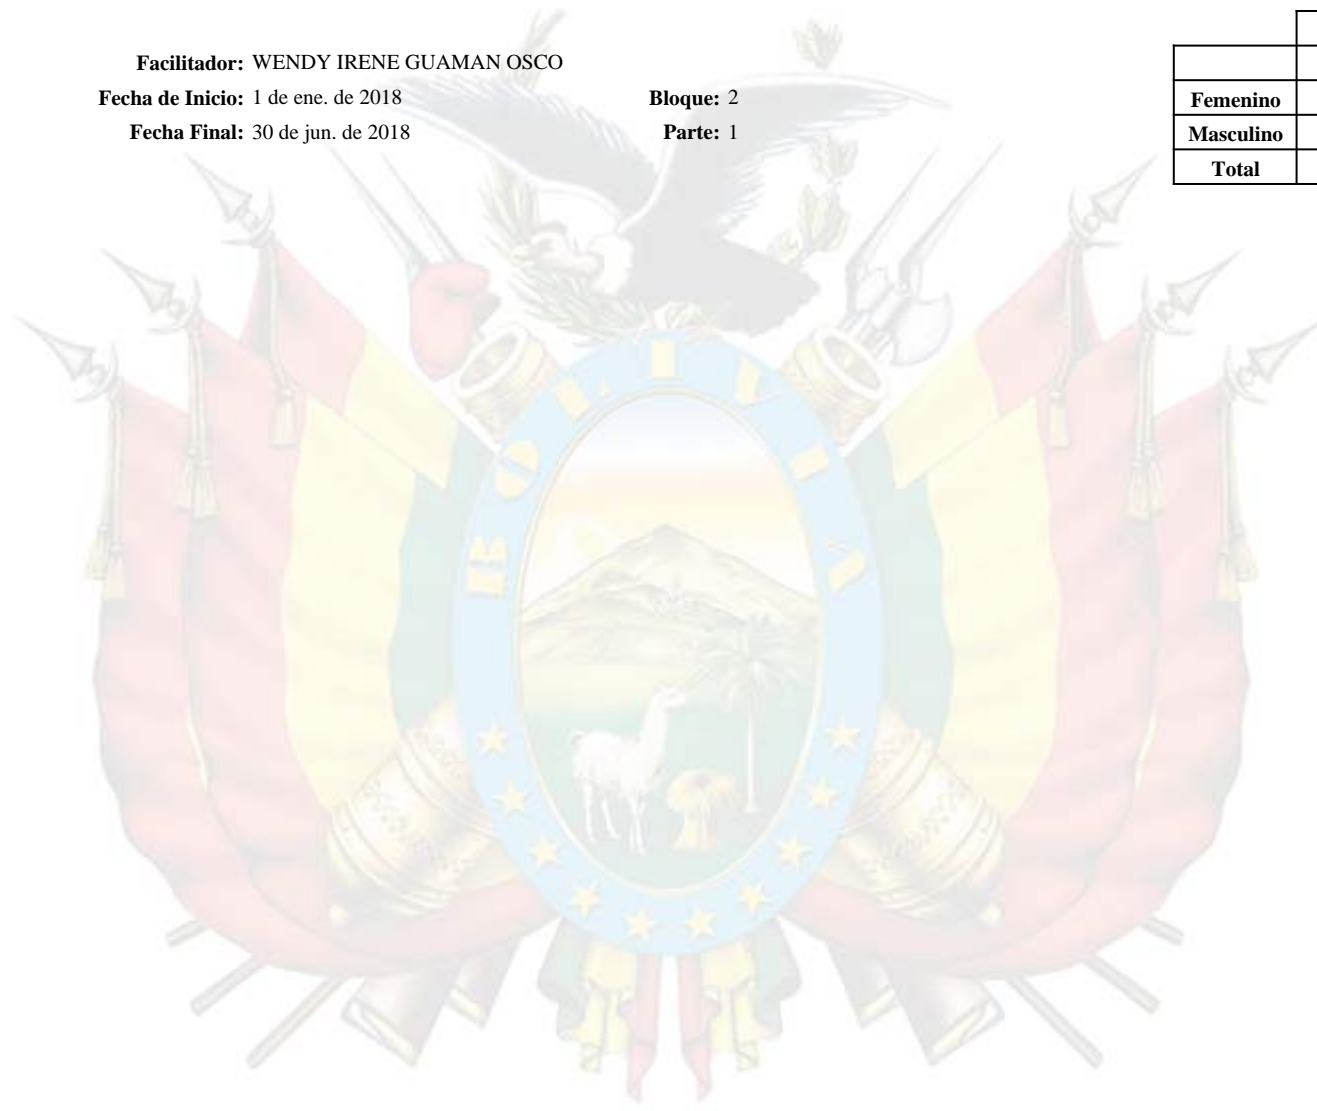 Facilitador: WENDY IRENE GUAMAN OSCO
Fecha de Inicio: 1 de ene. de 2018 Bloque: 2
Fecha Final: 30 de jun. de 2018 Parte: 1
Femenino
Masculino
Total
BOLIVIA